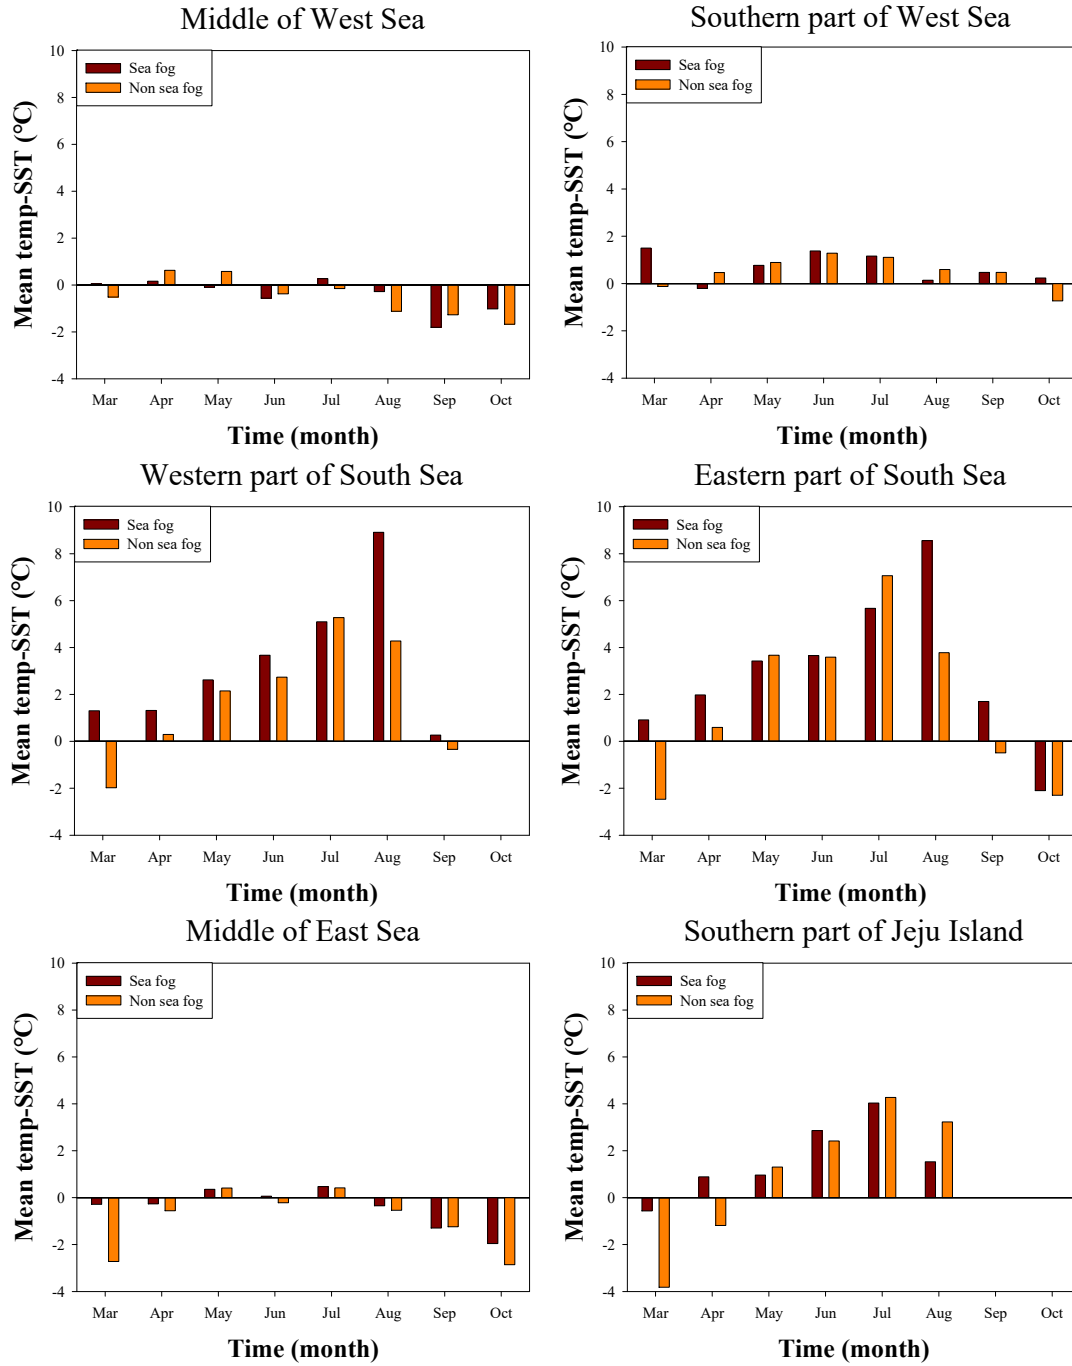 Middle of West Sea
Mean temp-SST (℃)
10
8
6
4
2
0
-2
-4
Sea fog
Non sea fog
Mar Apr May Jun Jul Aug Sep Oct
Time (month)
Southern part of West Sea
Mean temp-SST (℃)
10
8
6
4
2
0
-2
-4
Sea fog
Non sea fog
Mar Apr May Jun Jul Aug Sep Oct
Time (month)
Western part of South Sea
Mean temp-SST (℃)
10
8
6
4
2
0
-2
-4
Sea fog
Non sea fog
Mar Apr May Jun Jul Aug Sep Oct
Time (month)
Eastern part of South Sea
Mean temp-SST (℃)
10
8
6
4
2
0
-2
-4
Sea fog
Non sea fog
Mar Apr May Jun Jul Aug Sep Oct
Time (month)
Middle of East Sea
Mean temp-SST (℃)
10
8
6
4
2
0
-2
-4
Sea fog
Non sea fog
Mar Apr May Jun Jul Aug Sep Oct
Time (month)
Southern part of Jeju Island
Mean temp-SST (℃)
10
8
6
4
2
0
-2
-4
Sea fog
Non sea fog
Mar Apr May Jun Jul Aug Sep Oct
Time (month)